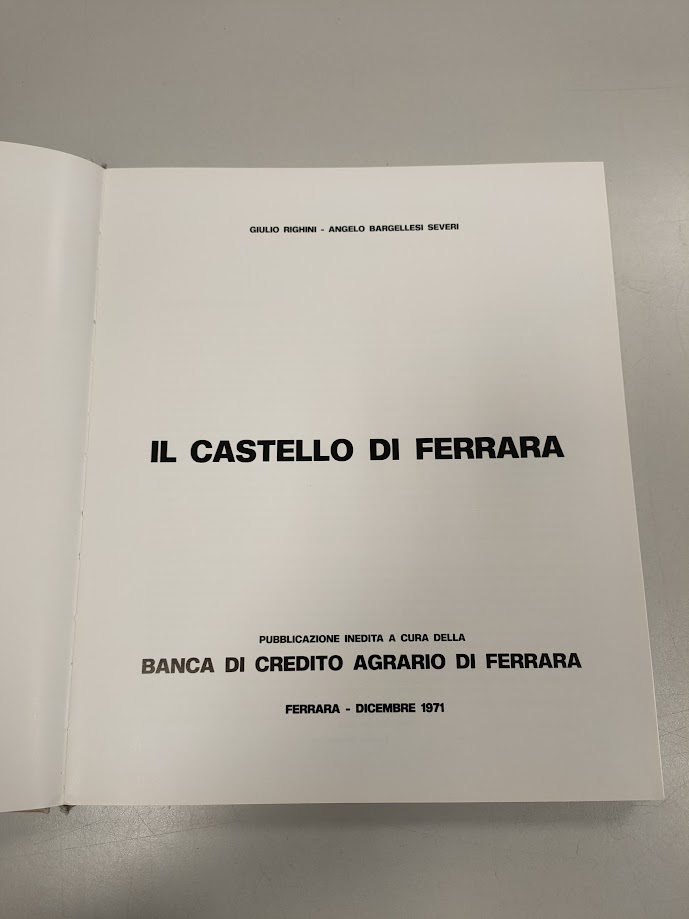 GIULIO RIGHINI - ANGELO BARGELLESI SEVERI
IL CASTELLO DI FERRARA
PUBBLICAZIONE INEDITA A CURA DELLA
BANCA DI CREDITO AGRARIO DI FERRARA
FERRARA - DICEMBRE 1971